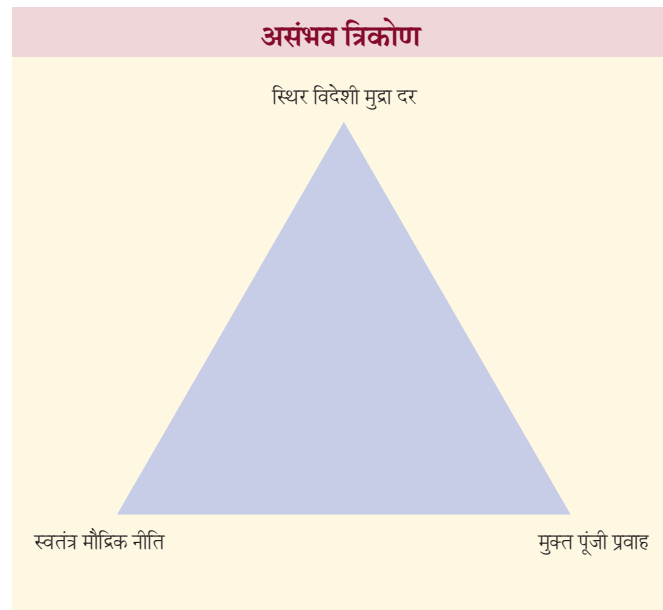 असंभव त्रिकोण
स्थिर विदेशी मुद्रा दर
स्वतंत्र मौद्रिक नीति
मुक्त पूंजी प्रवाह